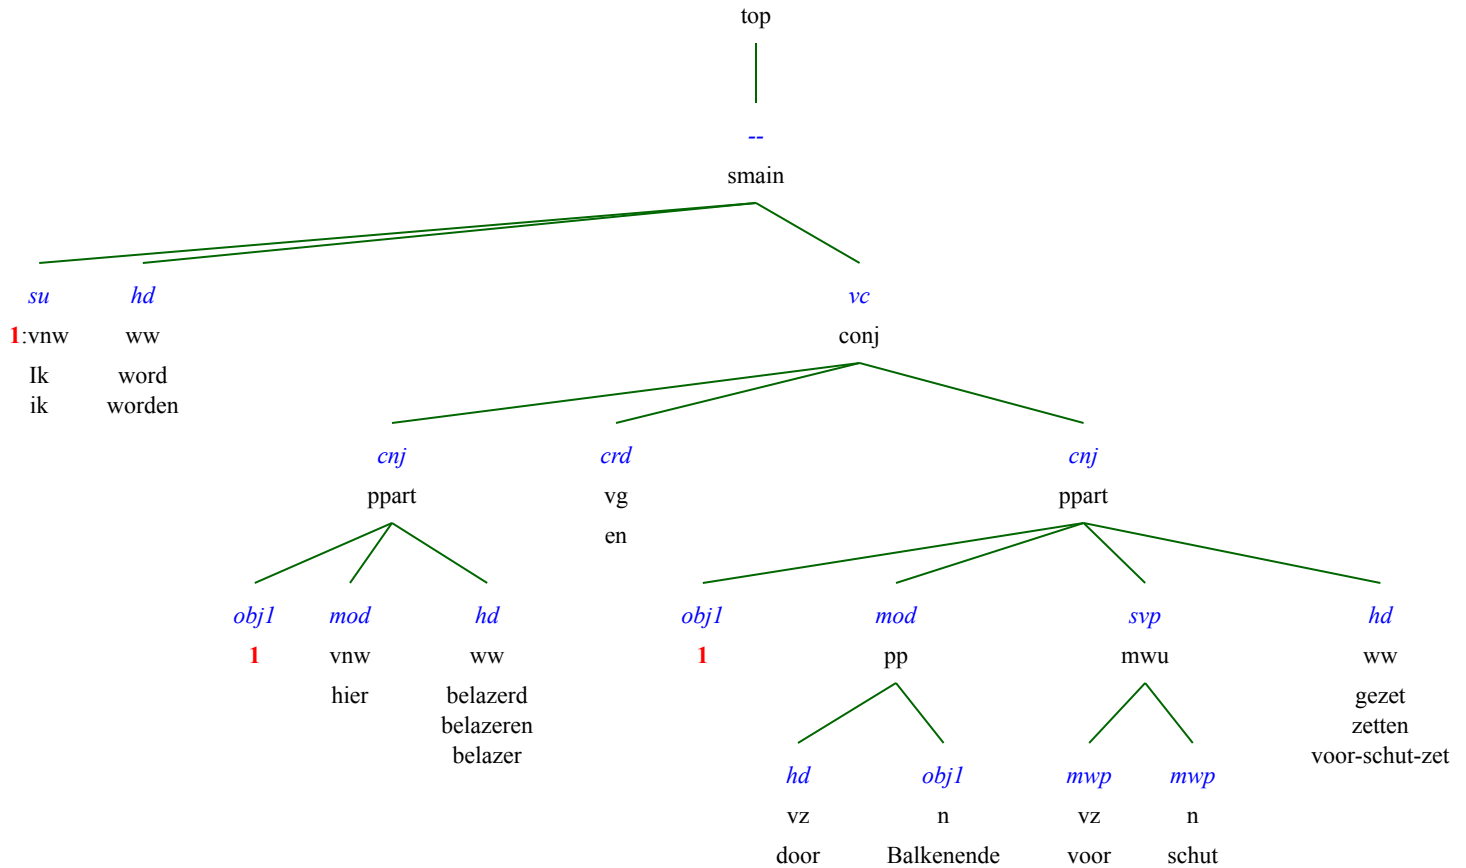 top
--
smain
su hd vc
1:vnw ww conj
Ik word
ik worden
cnj crd cnj
ppart vg ppart
en
obj1 mod hd obj1 mod svp hd
1 vnw ww 1 pp mwu ww
hier belazerd gezet
belazeren zetten
belazer voor-schut-zet
hd obj1 mwp mwp
vz n vz n
door Balkenende voor schut